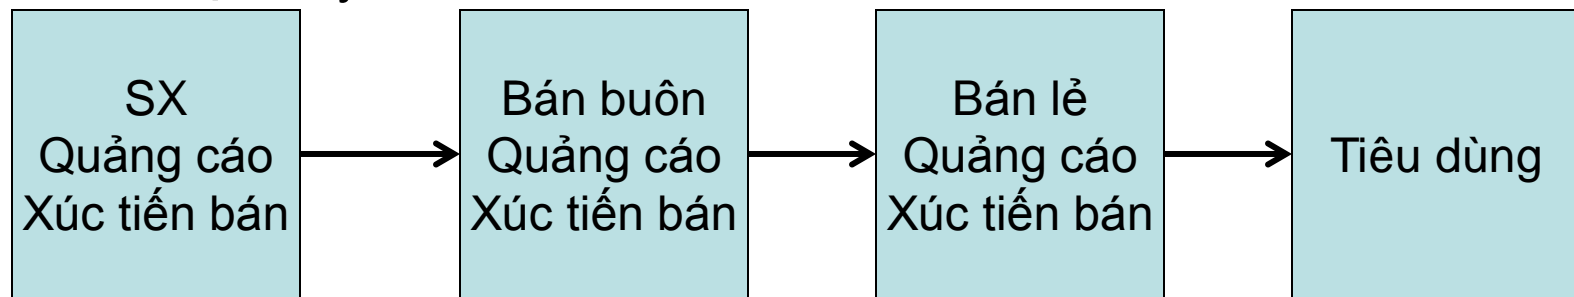 SX
Quảng cáo
Xúc tiến bán
Bán buôn
Quảng cáo
Xúc tiến bán
Bán lẻ
Quảng cáo
Xúc tiến bán
Tiêu dùng